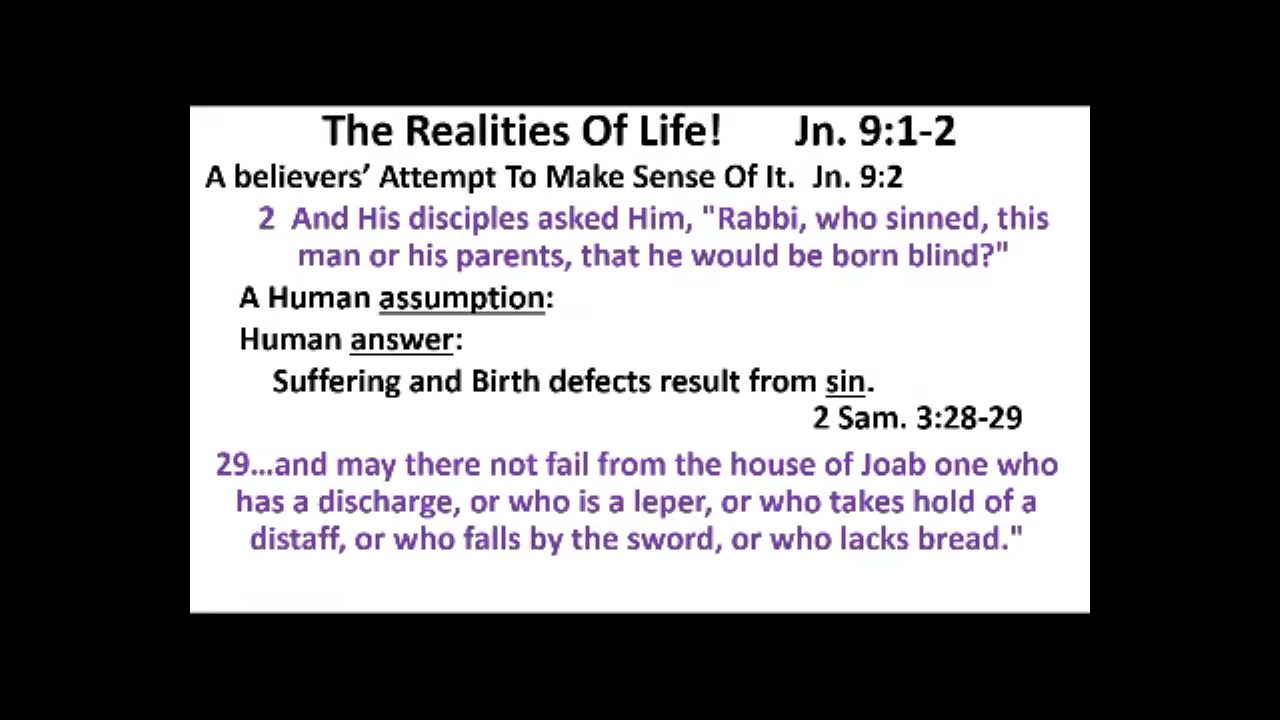 The Realities Of Life! Jn. 9:1-2
A believers’ Attempt To Make Sense Of It. Jn. 9:2
2 And His disciples asked Him, "Rabbi, who sinned, this
man or his parents, that he would be born blind?"
A Human assumption:
Human answer:
Suffering and Birth defects result from sin.
2 Sam. 3:28-29
29…and may there not fail from the house of Joab one who
has a discharge, or who is a leper, or who takes hold of a
distaff, or who falls by the sword, or who lacks bread."